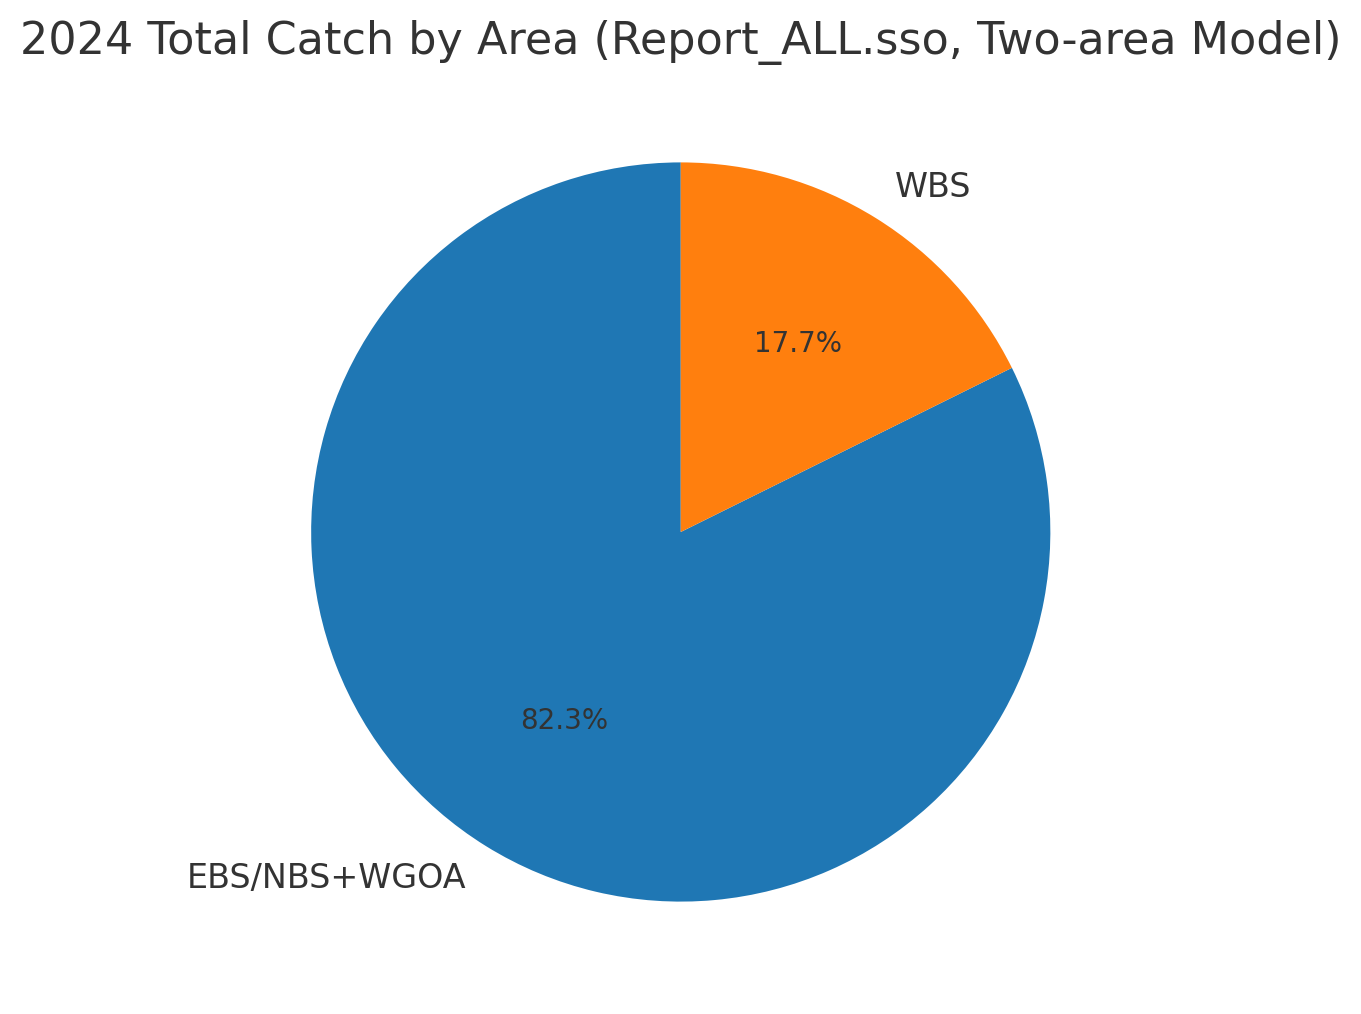 2024 Total Catch by Area (Report_ALL.sso, Two-area Model)
WBS
17.7%
82.3%
EBS/NBS+WGOA